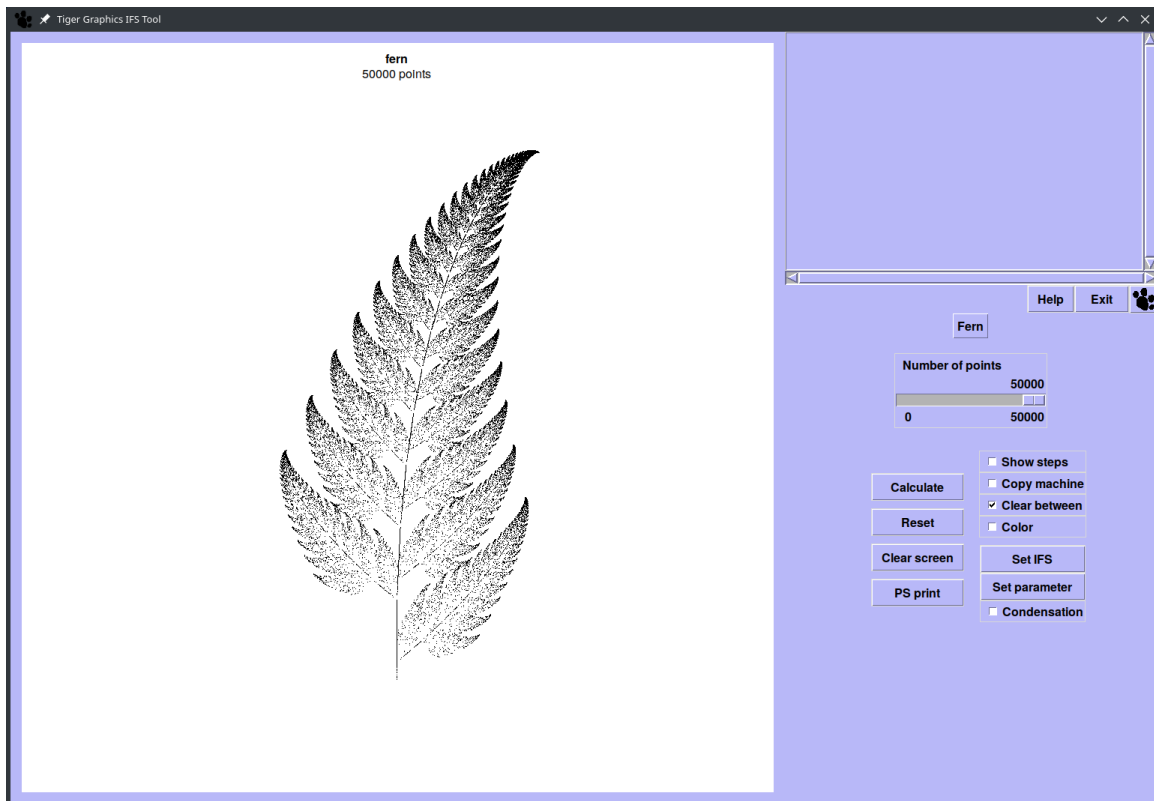 Tiger Graphics IFS Tool
fern
50000 points
Help
Exit
Fern
Number of points
50000
0
50000
Show steps
Calculate
Copy machine
Clear between
Reset
Color
Clear screen
Set IFS
PS print
Set parameter
Condensation